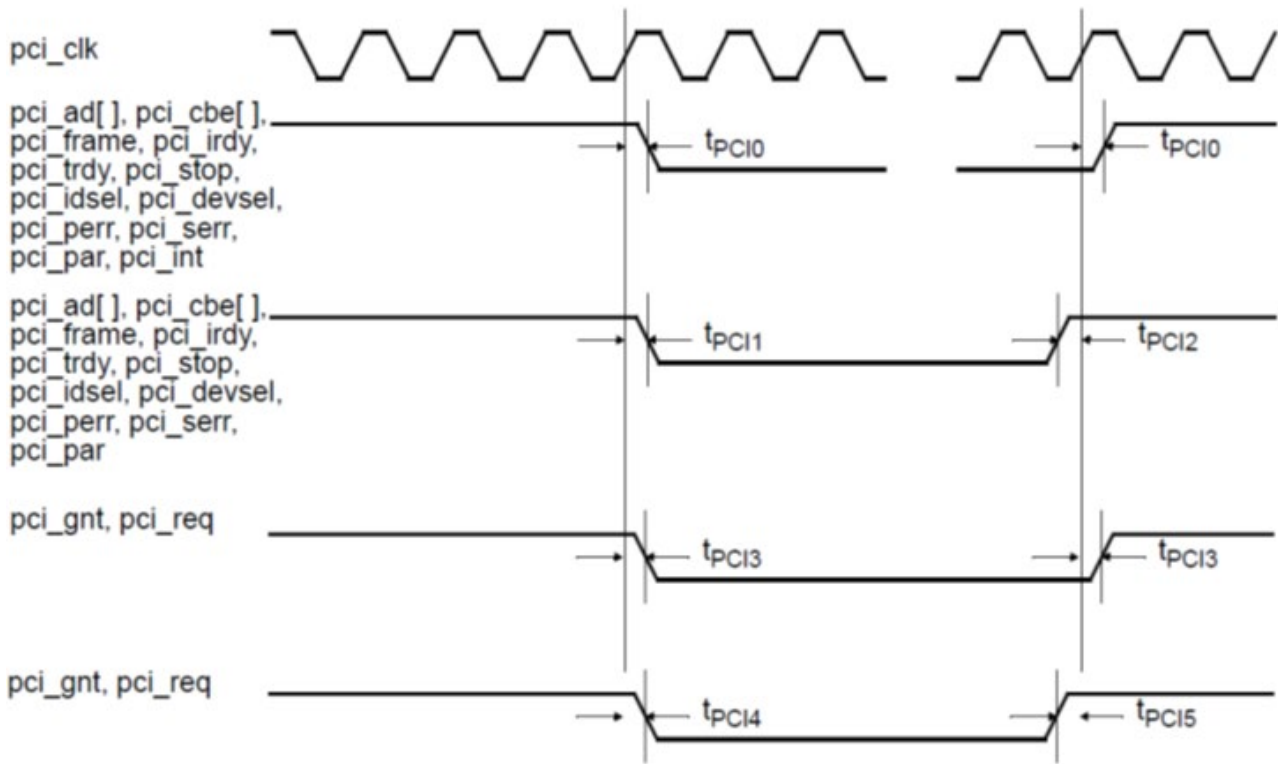 pci_clk
pci_ad[ ], pci_cbe[ ],
pci_frame, pci_irdy,
pci_trdy, pci_stop,
pci_idsel, pci_devsel,
pci_perr, pci_serr,
pci_par, pci_int
tPCI0
tPCI0
pci_ad[ ], pci_cbe[ ],
pci_frame, pci_irdy,
pci_trdy, pci_stop,
pci_idsel, pci_devsel,
pci_perr, pci_serr,
pci_par
tPCI1
tPCI2
pci_gnt, pci_req
tPCI3
tPCI3
pci_gnt, pci_req
tPCI4
tPCI5